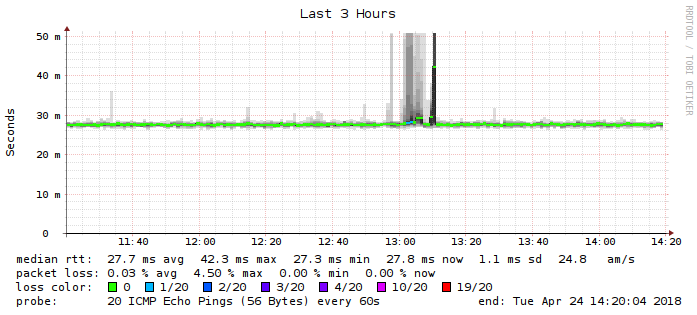 Last 3 Hours
RRDTOOL / TOBI OETIKER
Seconds
50 m
40 m
30 m
20 m
10 m
0
11:40 12:00 12:20 12:40 13:00 13:20 13:40 14:00 14:20
median rtt: 27.7 ms avg 42.3 ms max 27.3 ms min 27.8 ms now 1.1 ms sd 24.8 am/s
packet loss: 0.03 % avg 4.50 % max 0.00 % min 0.00 % now
loss color: 0 1/20 2/20 3/20 4/20 10/20 19/20
probe: 20 ICMP Echo Pings (56 Bytes) every 60s end: Tue Apr 24 14:20:04 2018